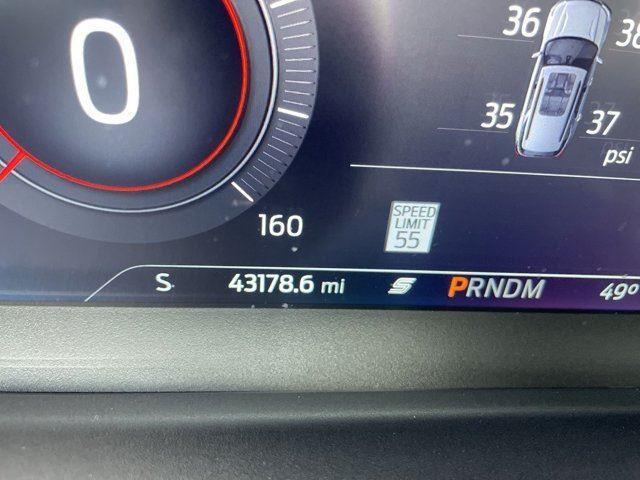 0
36 38
35 37
psi
160
SPEED
LIMIT
55
S 43178.6 mi S PRNDM 49°